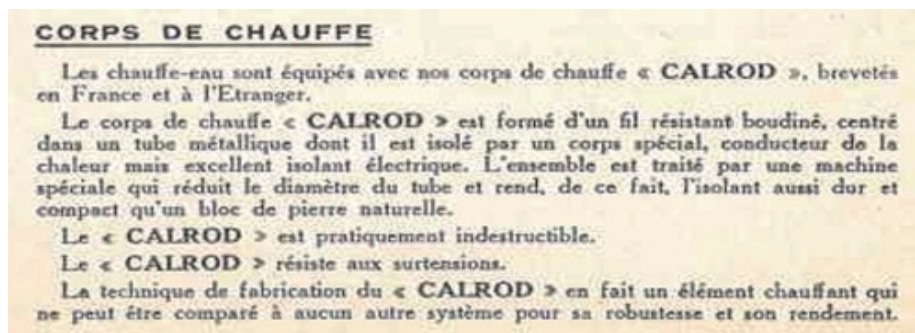 CORPS DE CHAUFFE
Les chauffe-eau sont équipés avec nos corps de chauffe « CALROD », brevetés
en France et à l'Etranger.
Le corps de chauffe « CALROD » est formé d'un fil résistant boudiné, centré
dans un tube métallique dont il est isolé par un corps spécial, conducteur de la
chaleur mais excellent isolant électrique. L'ensemble est traité par une machine
spéciale qui réduit le diamètre du tube et rend, de ce fait, l'isolant aussi dur et
compact qu'un bloc de pierre naturelle.
Le « CALROD » est pratiquement indestructible.
Le « CALROD » résiste aux surtensions.
La technique de fabrication du « CALROD » en fait un élément chauffant qui
ne peut être comparé à aucun autre système pour sa robustesse et son rendement.